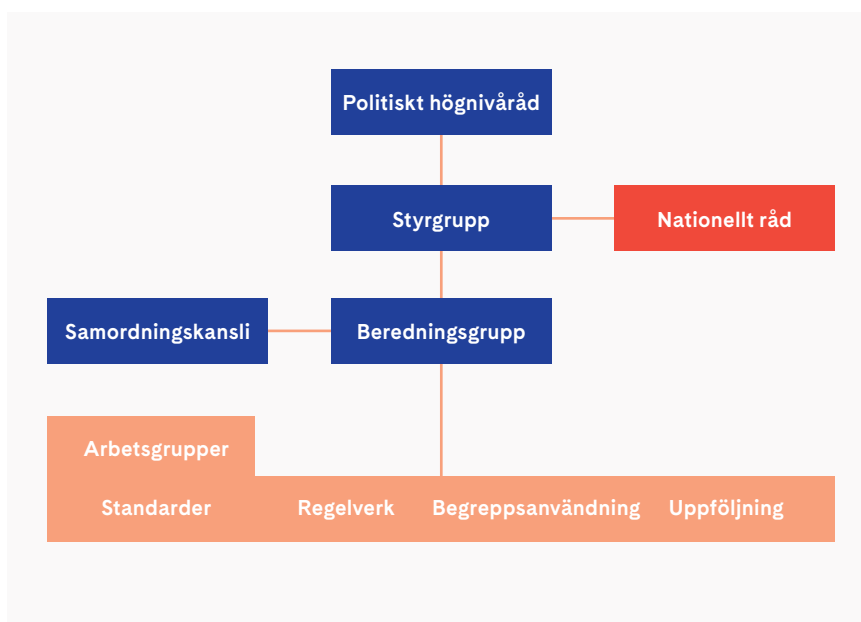 Politiskt högnivåråd
Styrgrupp
Nationellt råd
Samordningskansli
Beredningsgrupp
Arbetsgrupper
Standarder
Regelverk
Begreppsanvändning
Uppföljning